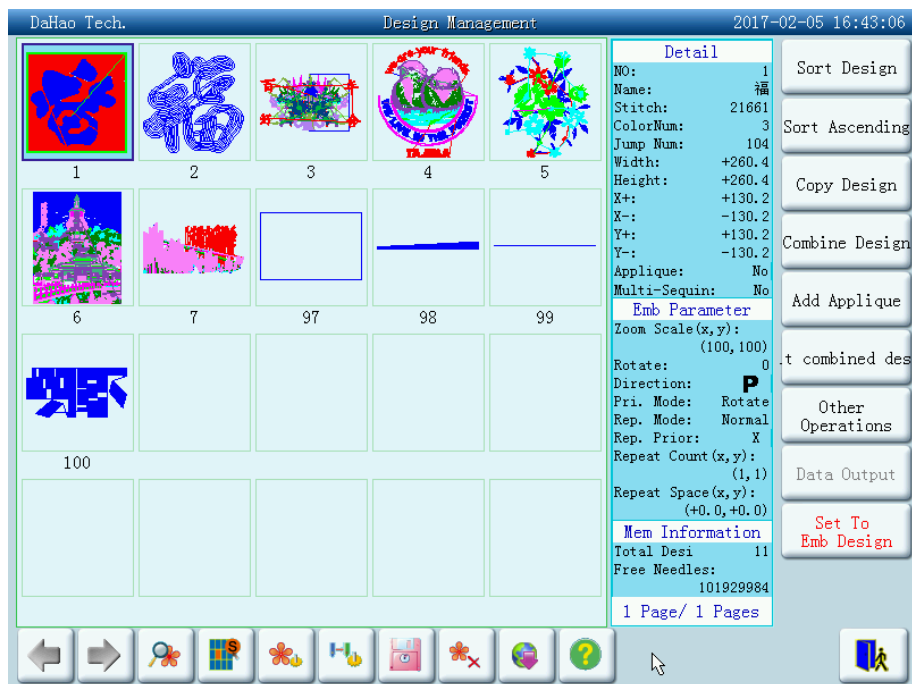 DaHao Tech.
Design Management
2017-02-05 16:43:06
1
2
3
4
5
6
7
97
98
99
100
Detail
NO: 1
Name: 福
Stitch: 21661
ColorNum: 3
Jump Num: 104
Width: +260.4
Height: +260.4
X+: +130.2
X-: -130.2
Y+: +130.2
Y-: -130.2
Applique: No
Multi-Sequin: No
Emb Parameter
Zoom Scale(x,y):
(100,100)
Rotate: 0
Direction: P
Pri. Mode: Rotate
Rep. Mode: Normal
Rep. Prior: X
Repeat Count(x,y):
(1,1)
Repeat Space(x,y):
(+0.0,+0.0)
Mem Information
Total Desi 11
Free Needles:
101929984
1 Page/ 1 Pages
Sort Design
Sort Ascending
Copy Design
Combine Design
Add Applique
.t combined des
Other
Operations
Data Output
Set To
Emb Design